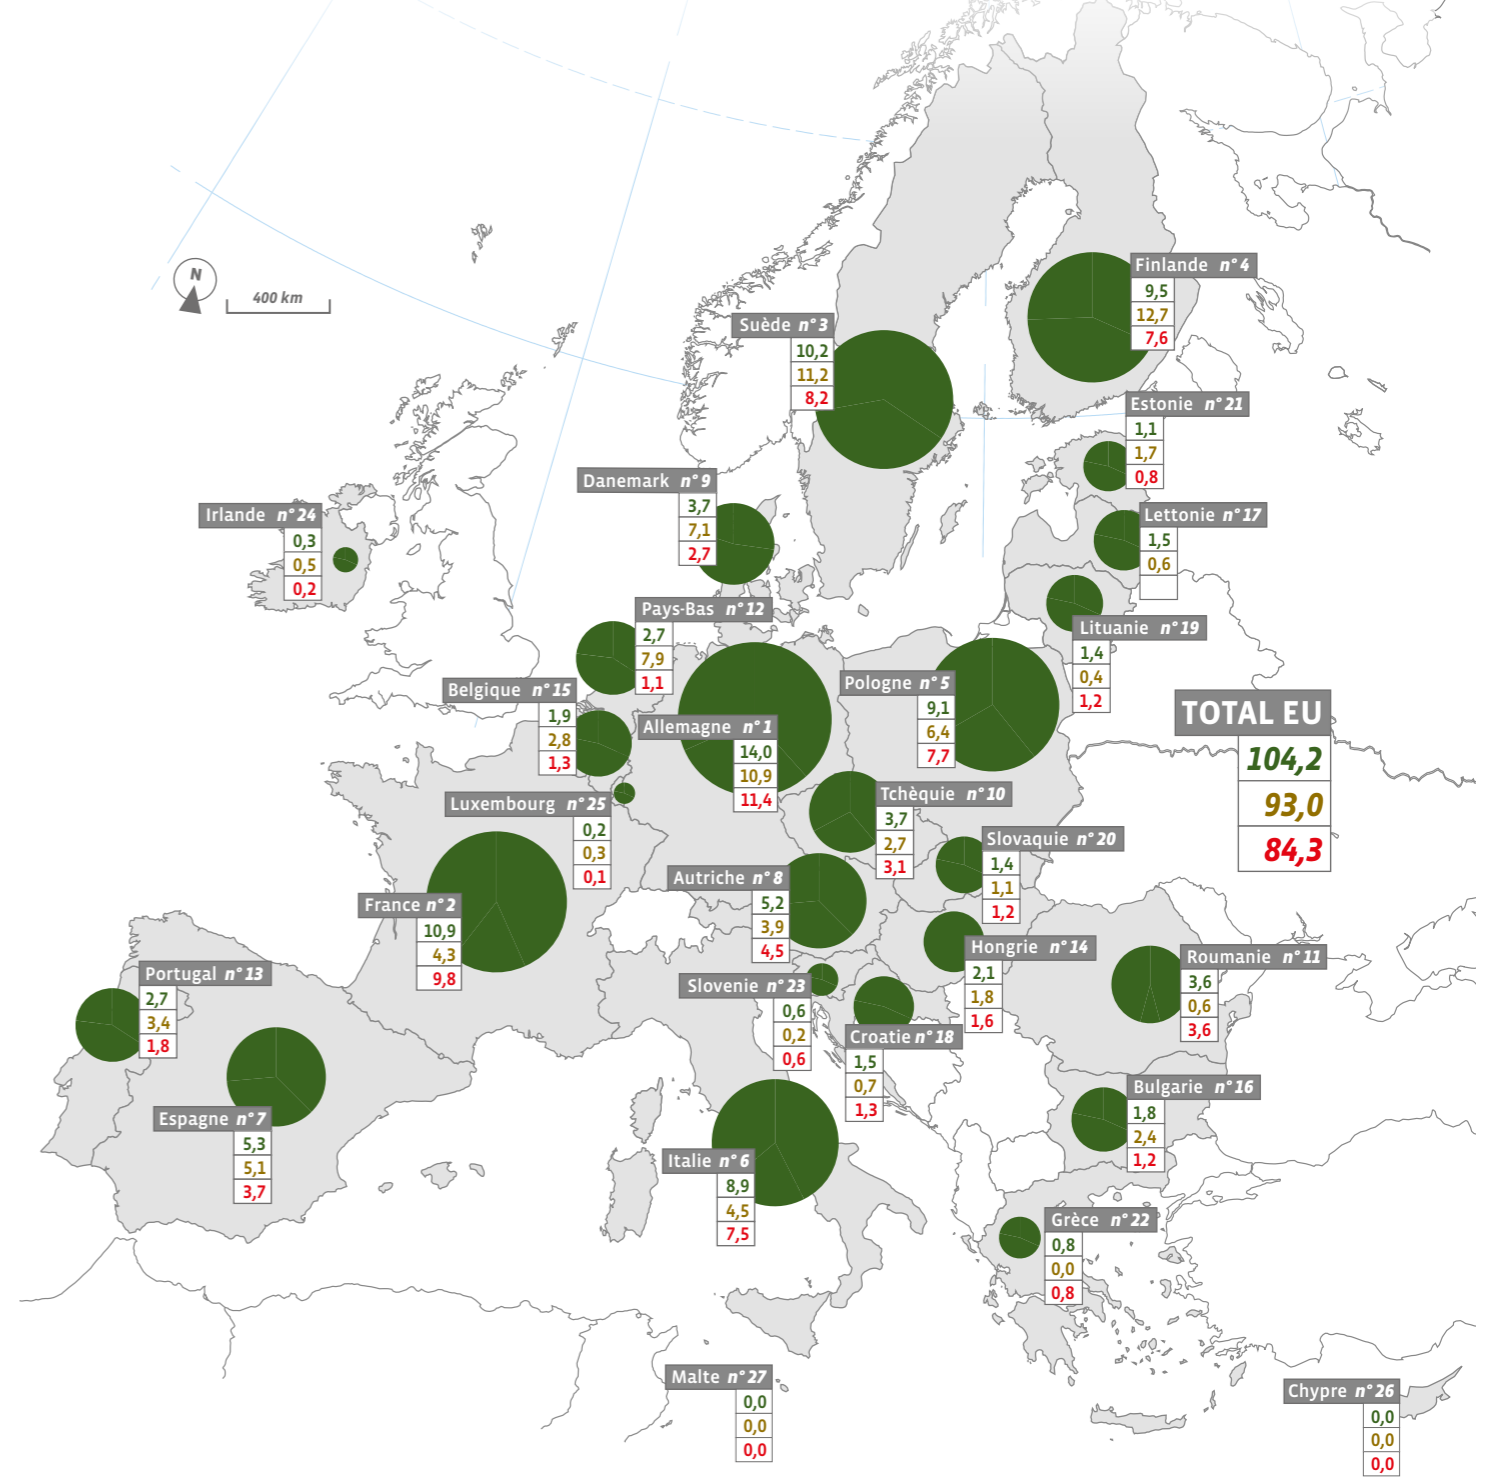 N
400 km
Finlande n°4
9,5
12,7
7,6
Suède n°3
10,2
11,2
8,2
Estonie n°21
1,1
1,7
0,8
Danemark n°9
3,7
7,1
2,7
Irlande n°24
0,3
0,5
0,2
Lettonie n°17
1,5
0,6
Pays-Bas n°12
2,7
7,9
1,1
Lituanie n°19
1,4
0,4
1,2
Belgique n°15
1,9
2,8
1,3
Pologne n°5
9,1
6,4
7,7
TOTAL EU
104,2
93,0
84,3
Allemagne n°1
14,0
10,9
11,4
Luxembourg n°25
0,2
0,3
0,1
Tchèquie n°10
3,7
2,7
3,1
Slovaquie n°20
1,4
1,1
1,2
Autriche n°8
5,2
3,9
4,5
France n°2
10,9
4,3
9,8
Hongrie n°14
2,1
1,8
1,6
Roumanie n°11
3,6
0,6
3,6
Portugal n°13
2,7
3,4
1,8
Slovenie n°23
0,6
0,2
0,6
Croatie n°18
1,5
0,7
1,3
Bulgarie n°16
1,8
2,4
1,2
Espagne n°7
5,3
5,1
3,7
Italie n°6
8,9
4,5
7,5
Grèce n°22
0,8
0,0
0,8
Malte n°27
0,0
0,0
0,0
Chypre n°26
0,0
0,0
0,0